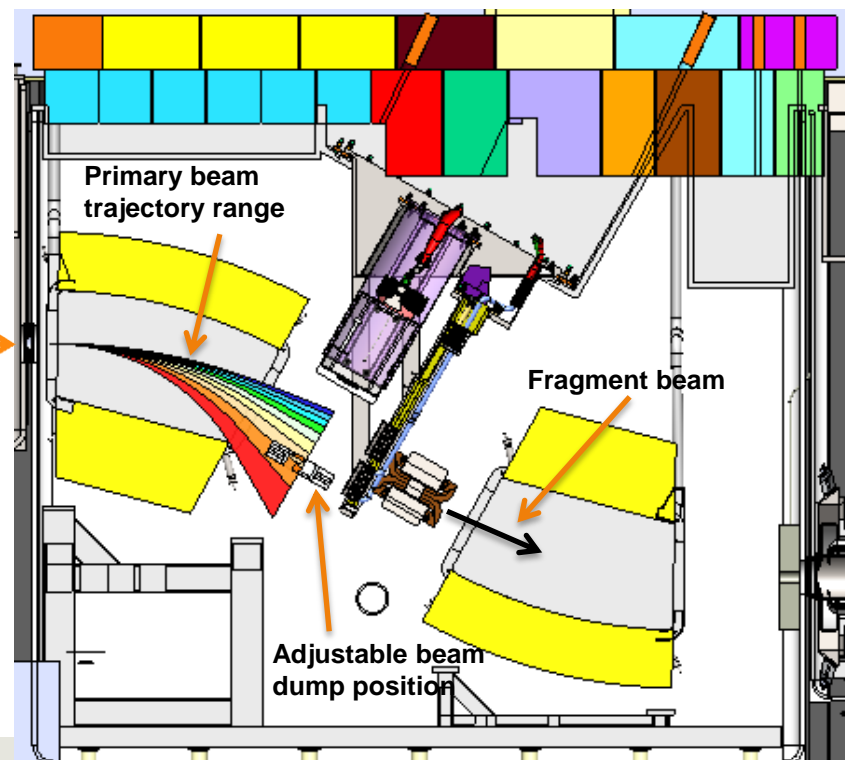 Primary beam
trajectory range
Fragment beam
Adjustable beam
dump position